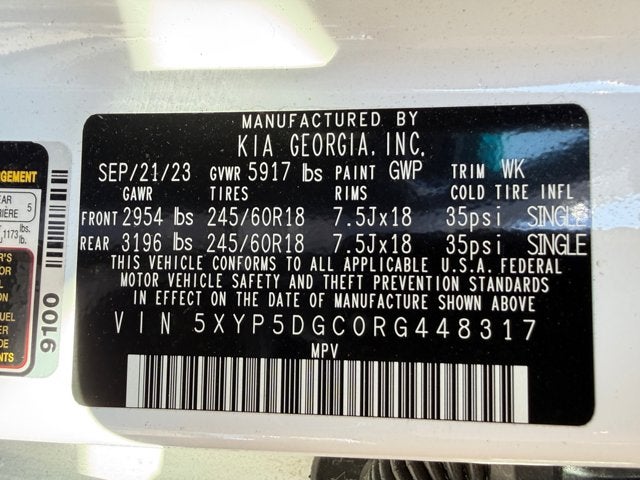 MANUFACTURED BY
KIA GEORGIA, INC.
SEP/21/23 GVWR 5917 lbs PAINT GWP TRIM WK
GAWR TIRES RIMS COLD TIRE INFL
FRONT 2954 lbs 245/60R18 7.5Jx18 35psi SINGLE
REAR 3196 lbs 245/60R18 7.5Jx18 35psi SINGLE
THIS VEHICLE CONFORMS TO ALL APPLICABLE U.S.A. FEDERAL
MOTOR VEHICLE SAFETY AND THEFT PREVENTION STANDARDS
IN EFFECT ON THE DATE OF MANUFACTURE SHOWN ABOVE
VIN 5XYP5DGC0RG448317
MPV
5
1173 lbs.
9100